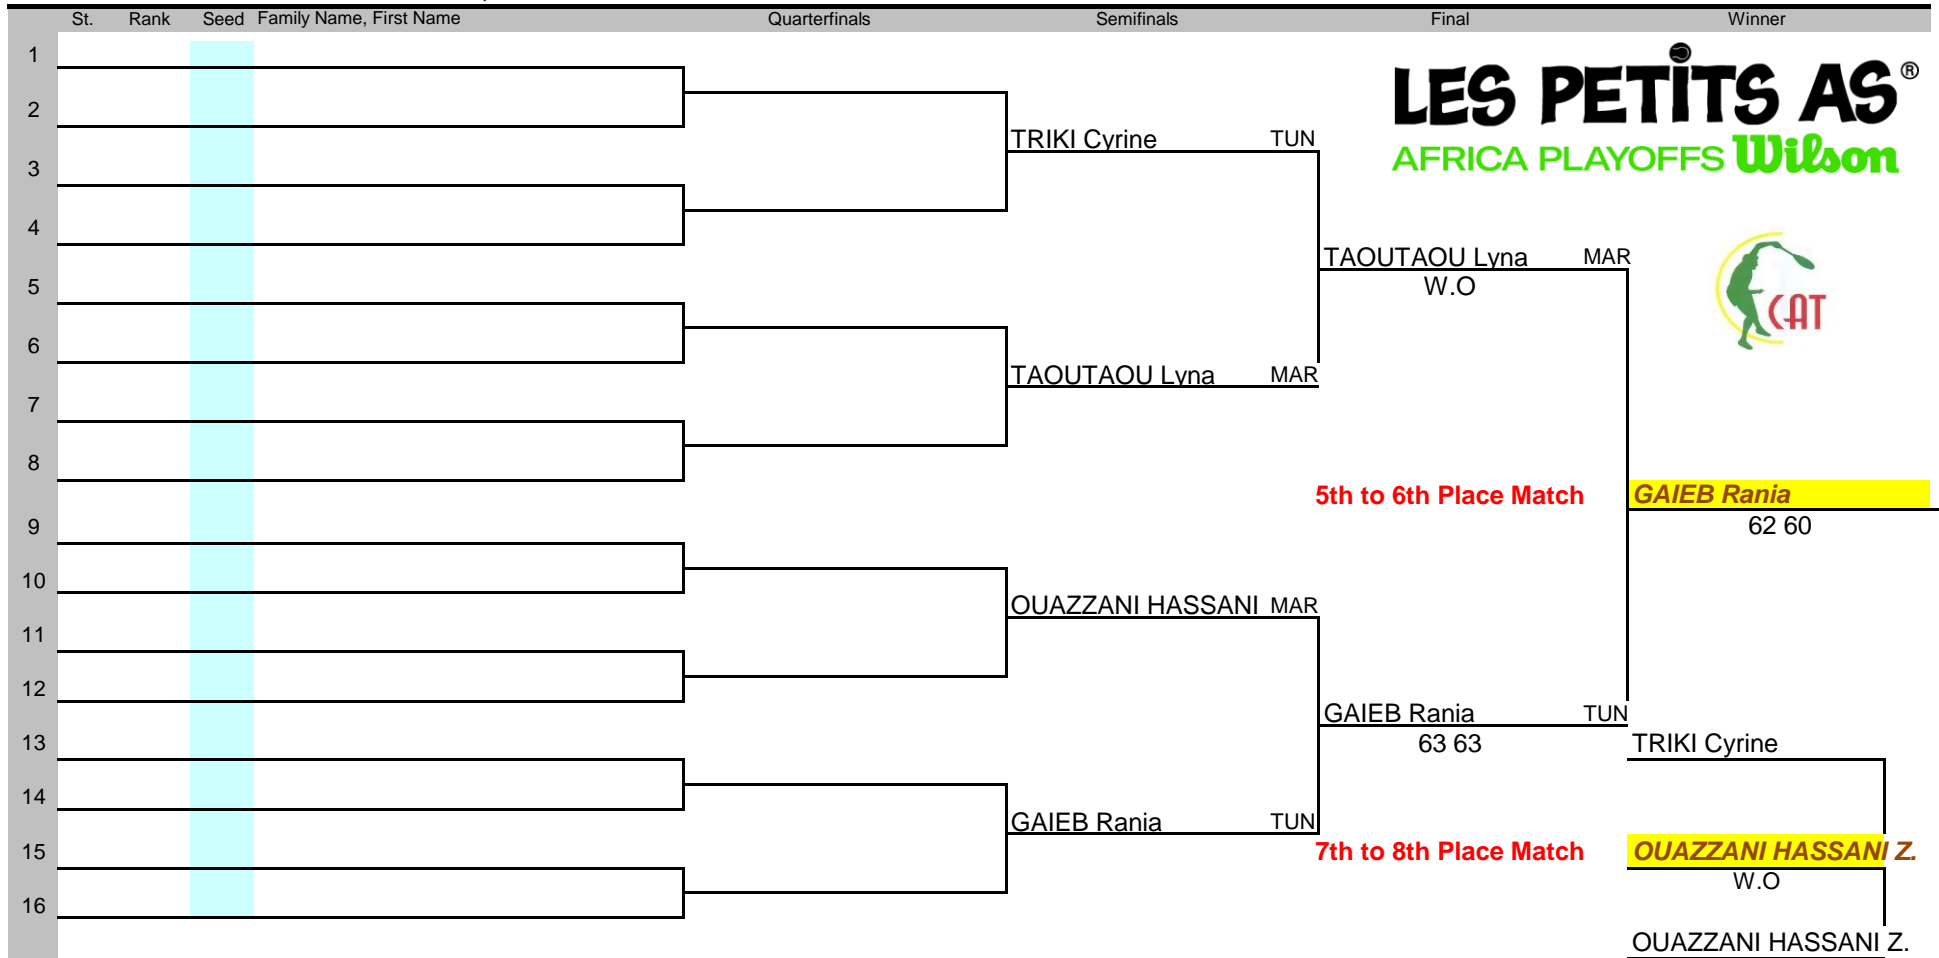 St. Rank Seed Family Name, First Name Quarterfinals Semifinals Final Winner
1
LES PETITS AS®
2
TRIKI Cyrine TUN
AFRICA PLAYOFFS Wilson
3
4
TAOUTAOU Lyna MAR
5
W.O
CAT
6
TAOUTAOU Lyna MAR
7
8
5th to 6th Place Match GAIEB Rania
9
62 60
10
OUAZZANI HASSANI MAR
11
12
GAIEB Rania TUN
13
63 63
TRIKI Cyrine
14
GAIEB Rania TUN
15
7th to 8th Place Match OUAZZANI HASSANI Z.
W.O
16
OUAZZANI HASSANI Z.